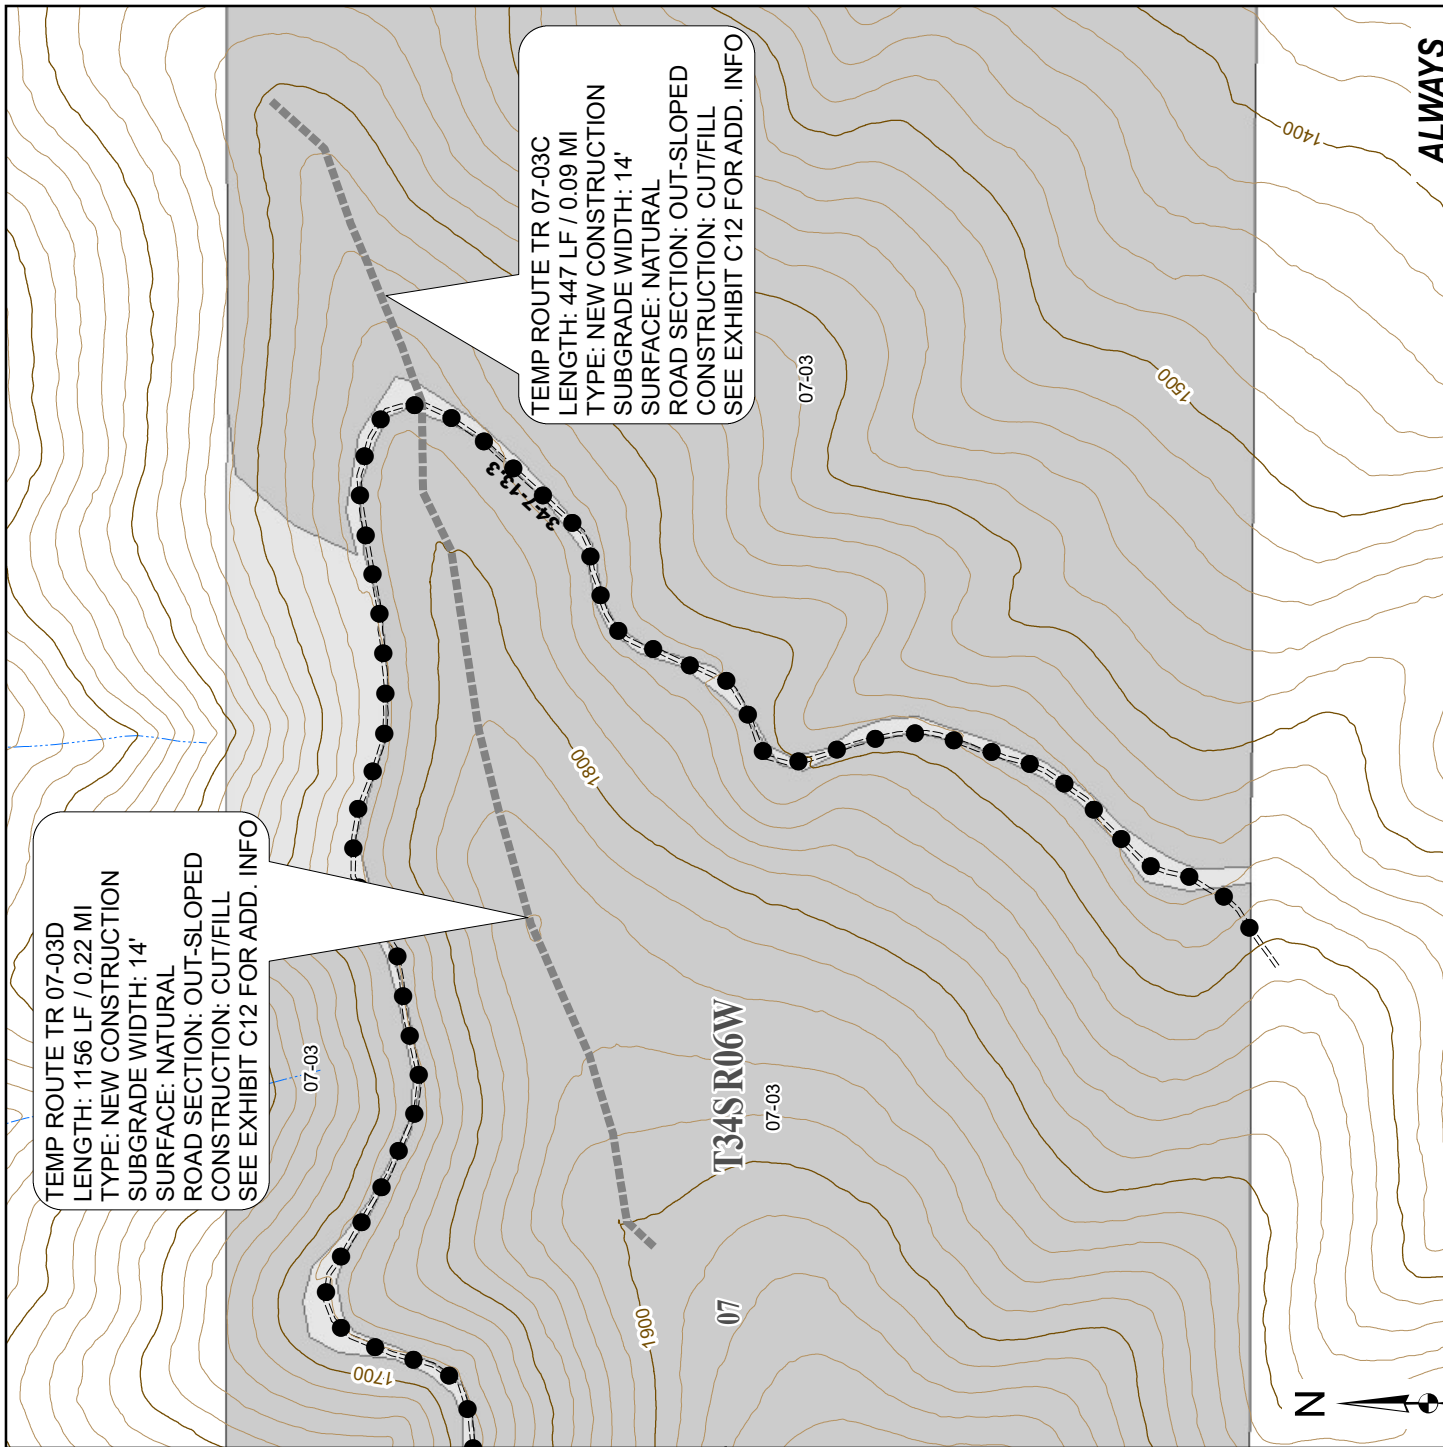 TEMP ROUTE TR 07-03D
LENGTH: 1156 LF / 0.22 MI
TYPE: NEW CONSTRUCTION
SUBGRADE WIDTH: 14'
SURFACE: NATURAL
ROAD SECTION: OUT-SLOPED
CONSTRUCTION: CUT/FILL
SEE EXHIBIT C12 FOR ADD. INFO
TEMP ROUTE TR 07-03C
LENGTH: 447 LF / 0.09 MI
TYPE: NEW CONSTRUCTION
SUBGRADE WIDTH: 14'
SURFACE: NATURAL
ROAD SECTION: OUT-SLOPED
CONSTRUCTION: CUT/FILL
SEE EXHIBIT C12 FOR ADD. INFO
07-03
1700
34-7-13.3
1800
1900
07
T34S R06W
07-03
07-03
1500
1400
N
ALWAYS